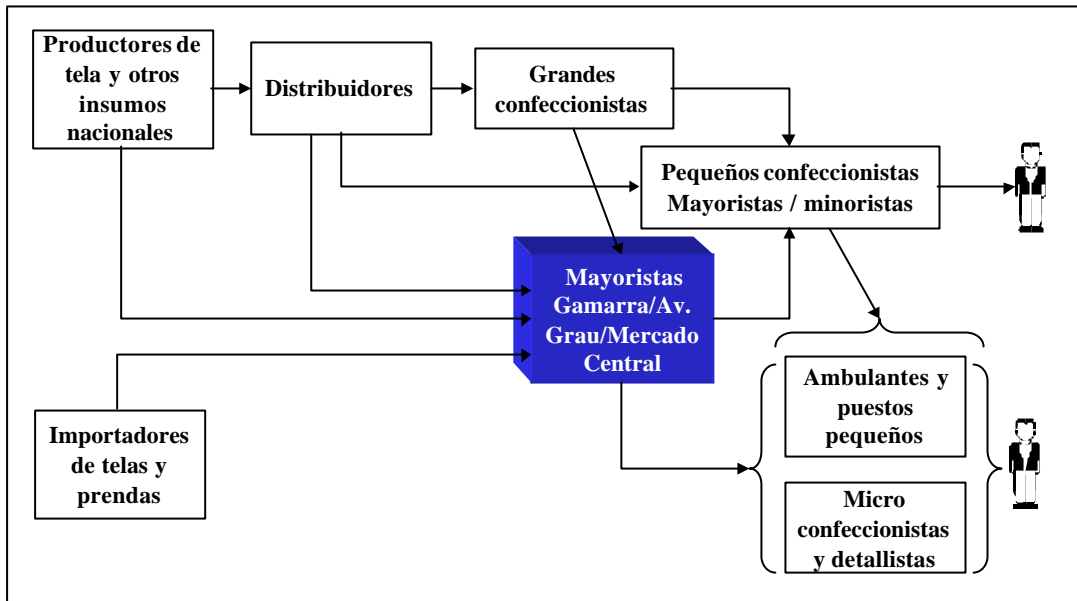 Productores de
tela y otros
insumos
nacionales
Distribuidores
Grandes
confeccionistas
Pequeños confeccionistas
Mayoristas / minoristas
Mayoristas
Gamarra/Av.
Grau/Mercado
Central
Importadores
de telas y
prendas
Ambulantes y
puestos
pequeños
Micro
confeccionistas
y detallistas